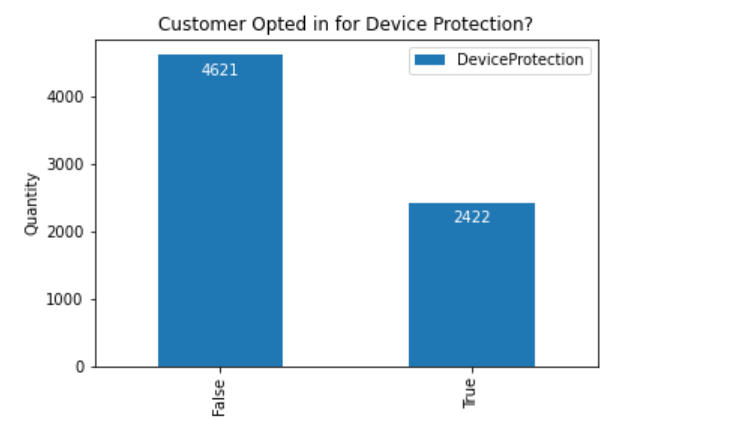 Customer Opted in for Device Protection?
DeviceProtection
4621
2422
4000
3000
2000
1000
0
Quantity
False
True